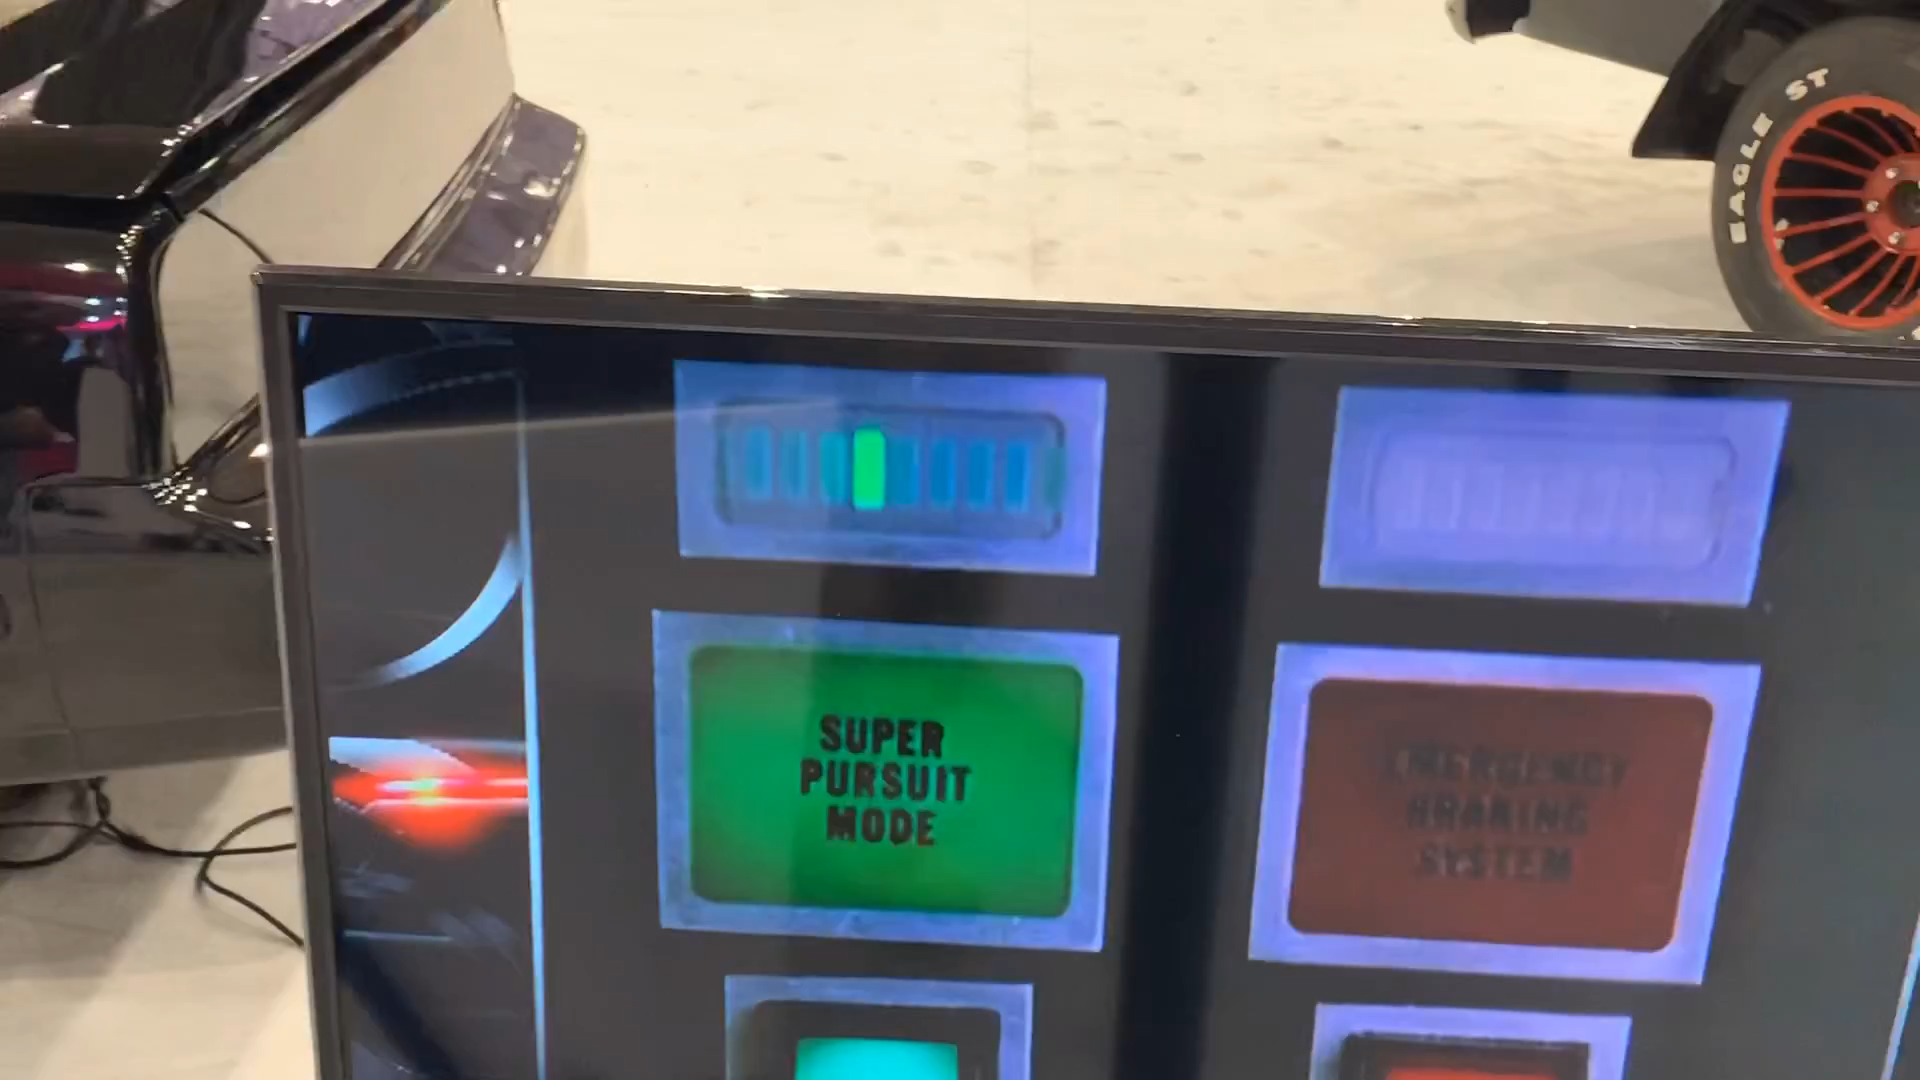 EAGLE ST
SUPER
PURSUIT
MODE
EMERGENCY
BRAKING
SYSTEM